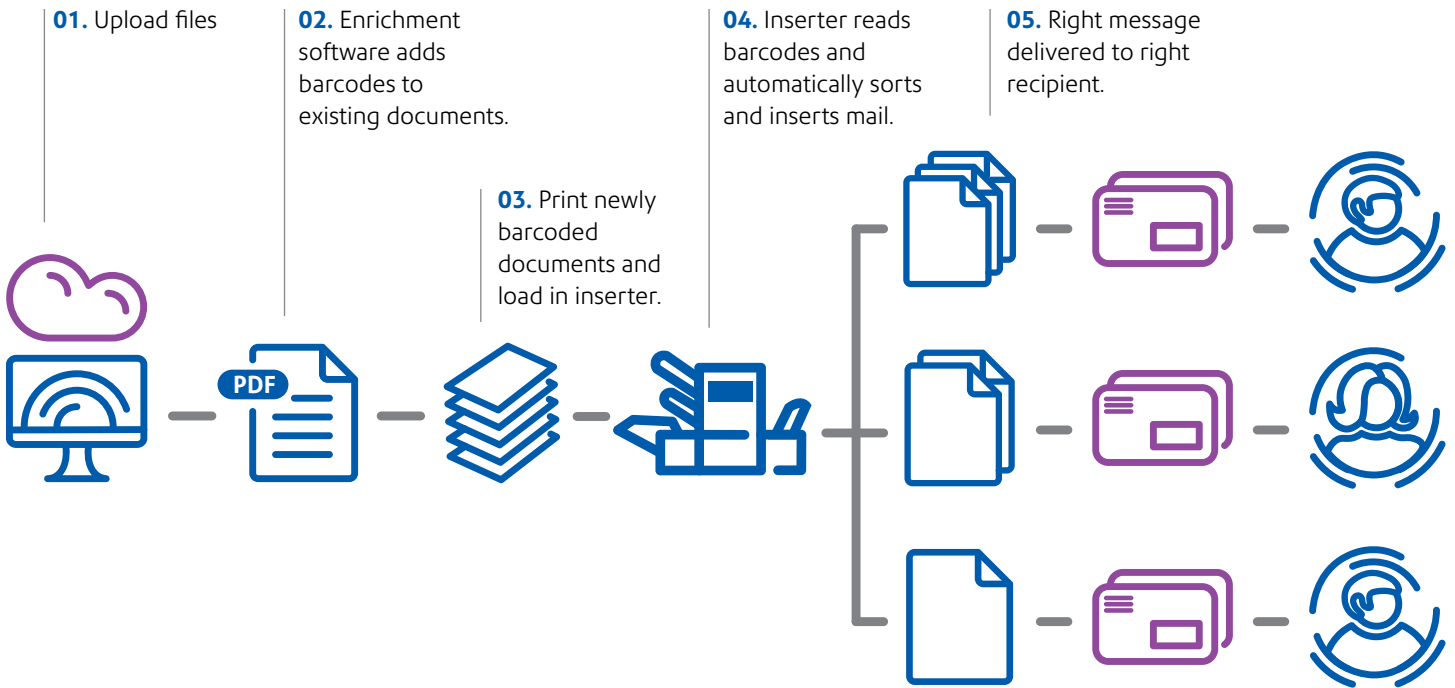 01. Upload files
02. Enrichment
software adds
barcodes to
existing documents.
03. Print newly
barcoded
documents and
load in inserter.
04. Inserter reads
barcodes and
automatically sorts
and inserts mail.
05. Right message
delivered to right
recipient.
PDF